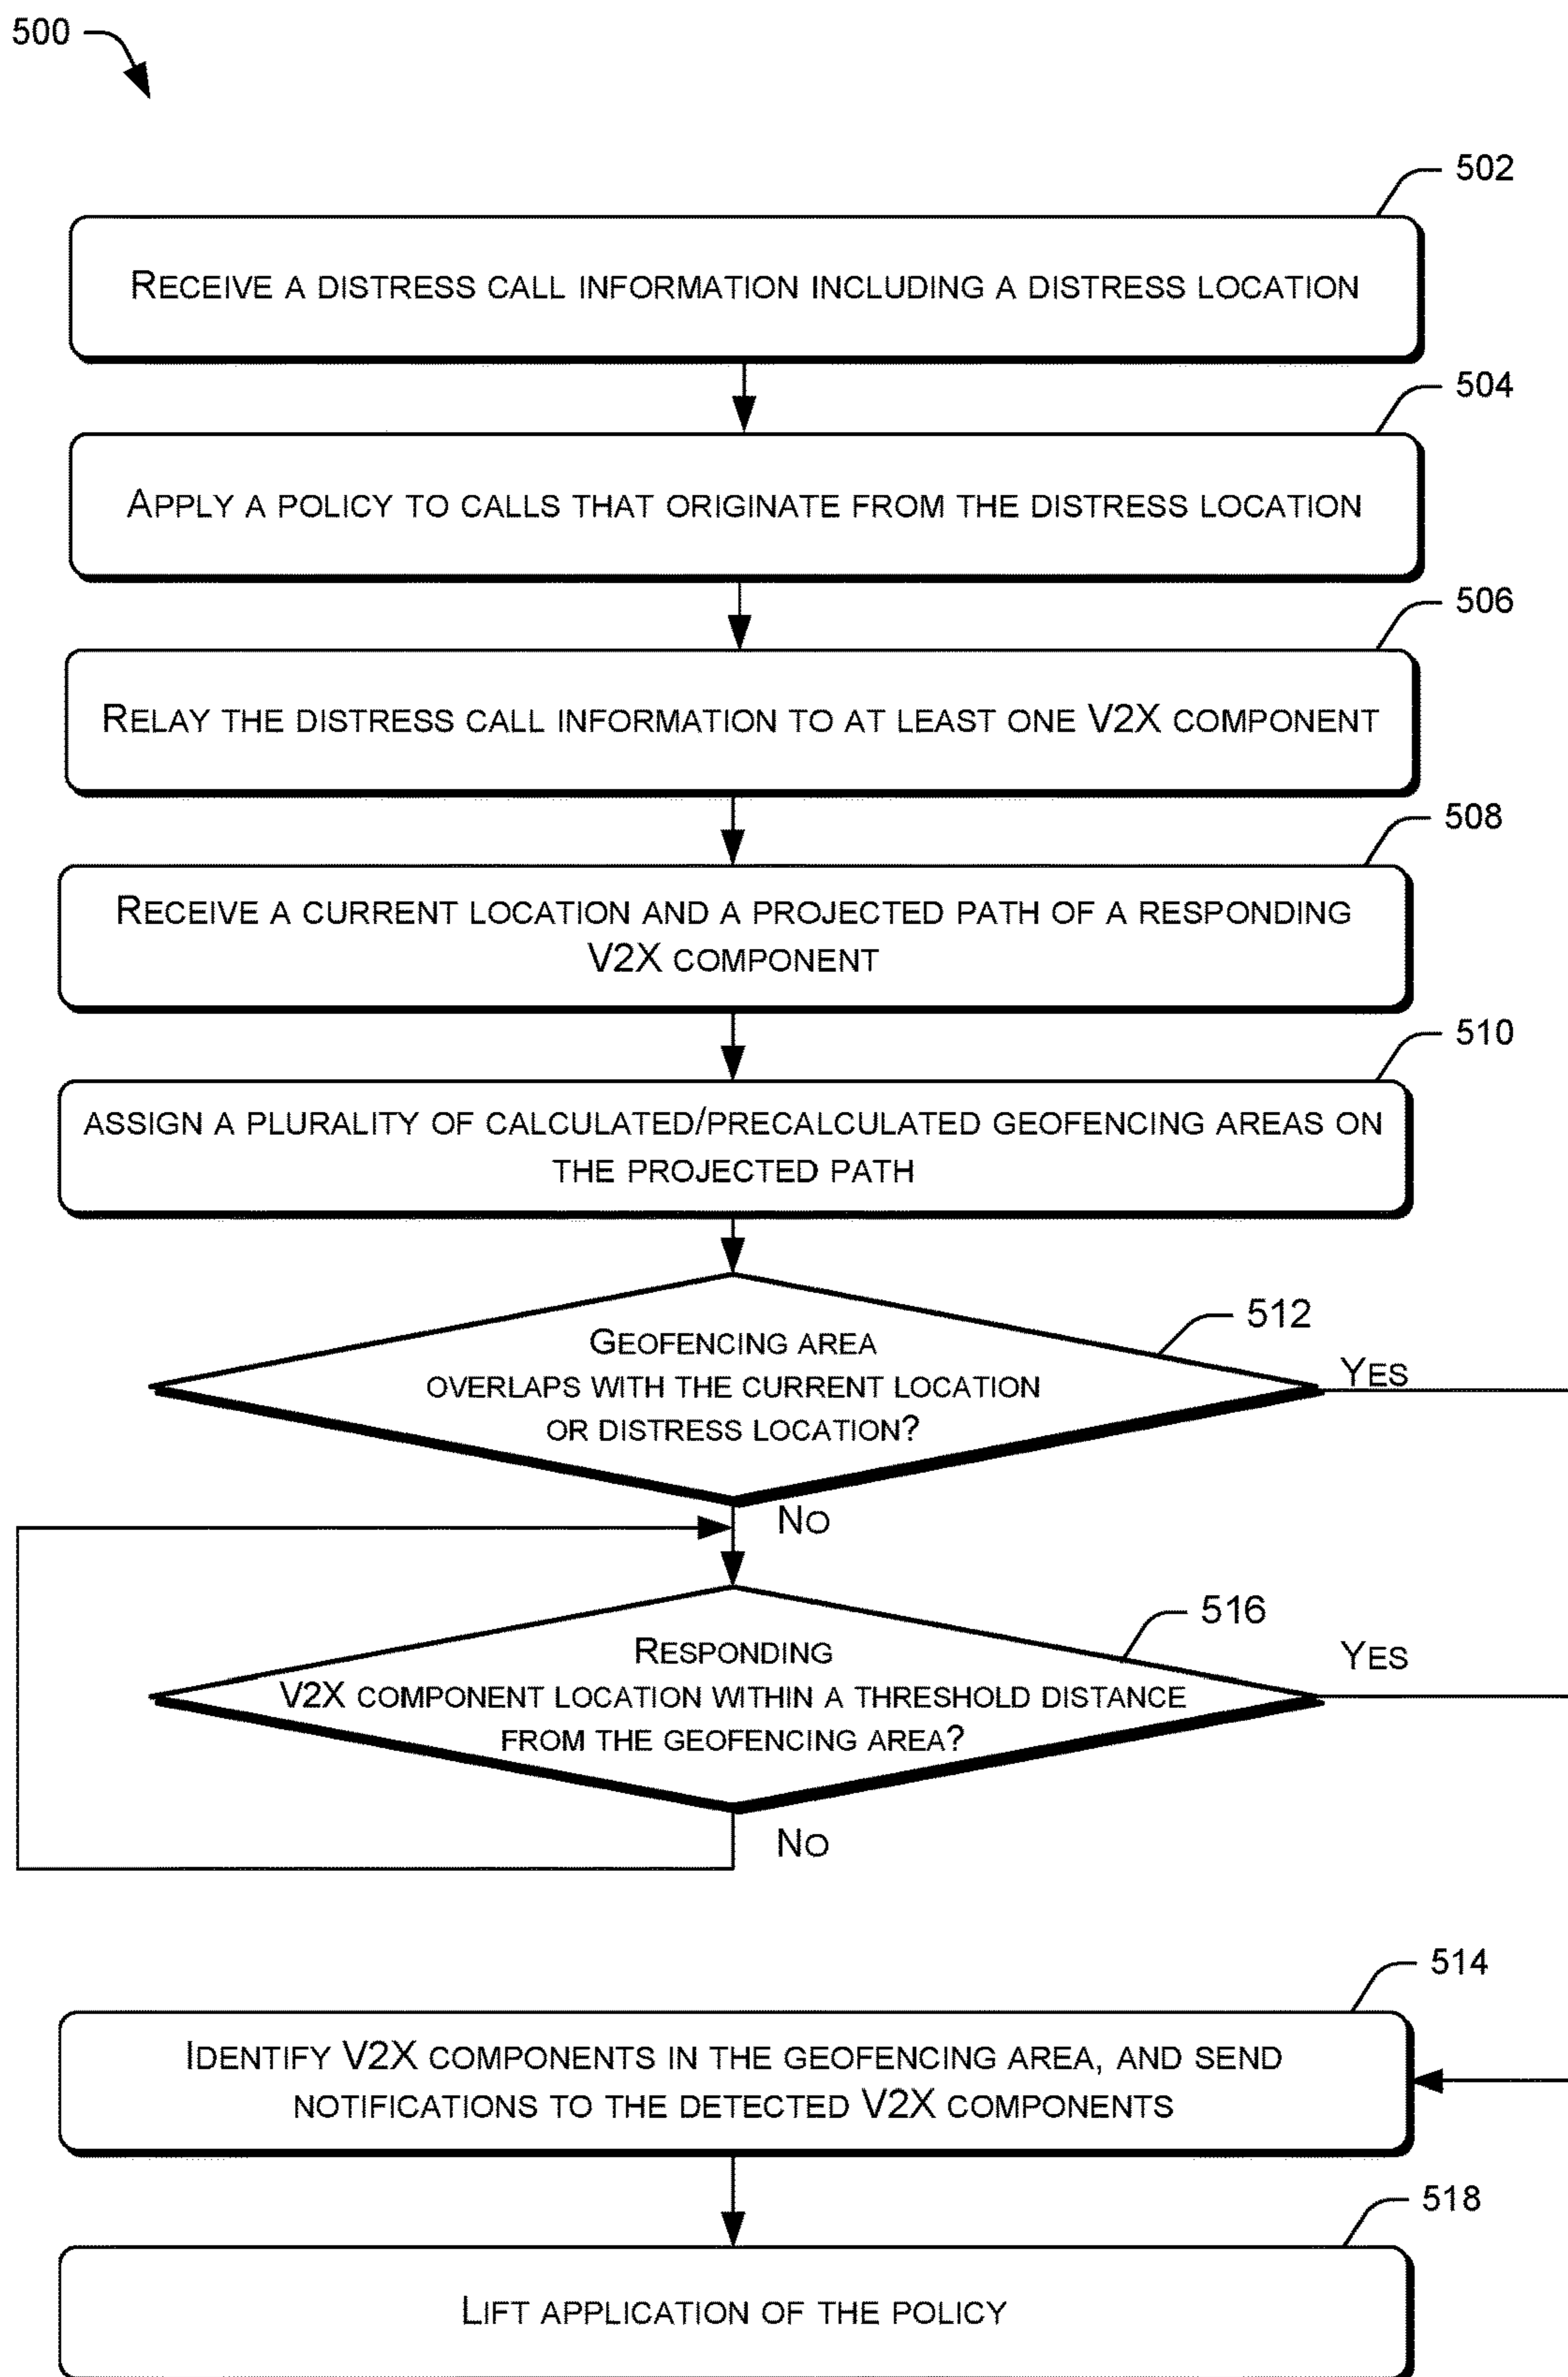 500
502
RECEIVE A DISTRESS CALL INFORMATION INCLUDING A DISTRESS LOCATION
504
APPLY A POLICY TO CALLS THAT ORIGINATE FROM THE DISTRESS LOCATION
506
RELAY THE DISTRESS CALL INFORMATION TO AT LEAST ONE V2X COMPONENT
508
RECEIVE A CURRENT LOCATION AND A PROJECTED PATH OF A RESPONDING
V2X COMPONENT
510
ASSIGN A PLURALITY OF CALCULATED/PRECALCULATED GEOFENCING AREAS ON
THE PROJECTED PATH
512
GEOFENCING AREA
OVERLAPS WITH THE CURRENT LOCATION
OR DISTRESS LOCATION?
YES
NO
516
RESPONDING
V2X COMPONENT LOCATION WITHIN A THRESHOLD DISTANCE
FROM THE GEOFENCING AREA?
YES
NO
514
IDENTIFY V2X COMPONENTS IN THE GEOFENCING AREA, AND SEND
NOTIFICATIONS TO THE DETECTED V2X COMPONENTS
518
LIFT APPLICATION OF THE POLICY